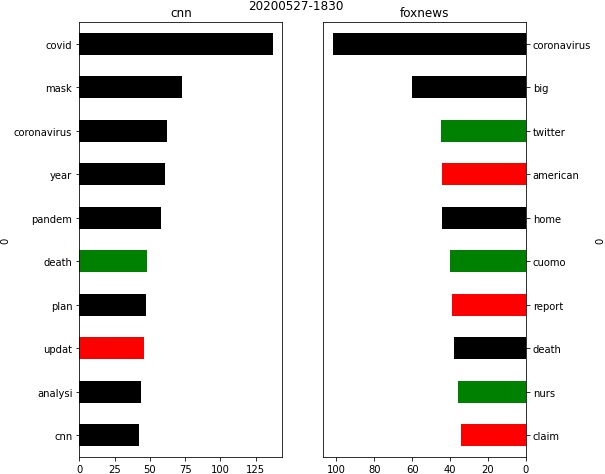 20200527-1830
cnn
foxnews
covid
mask
coronavirus
year
pandem
death
plan
updat
analysi
cnn
0
0 25 50 75 100 125
coronavirus
big
twitter
american
home
cuomo
report
death
nurs
claim
0
100 80 60 40 20 0